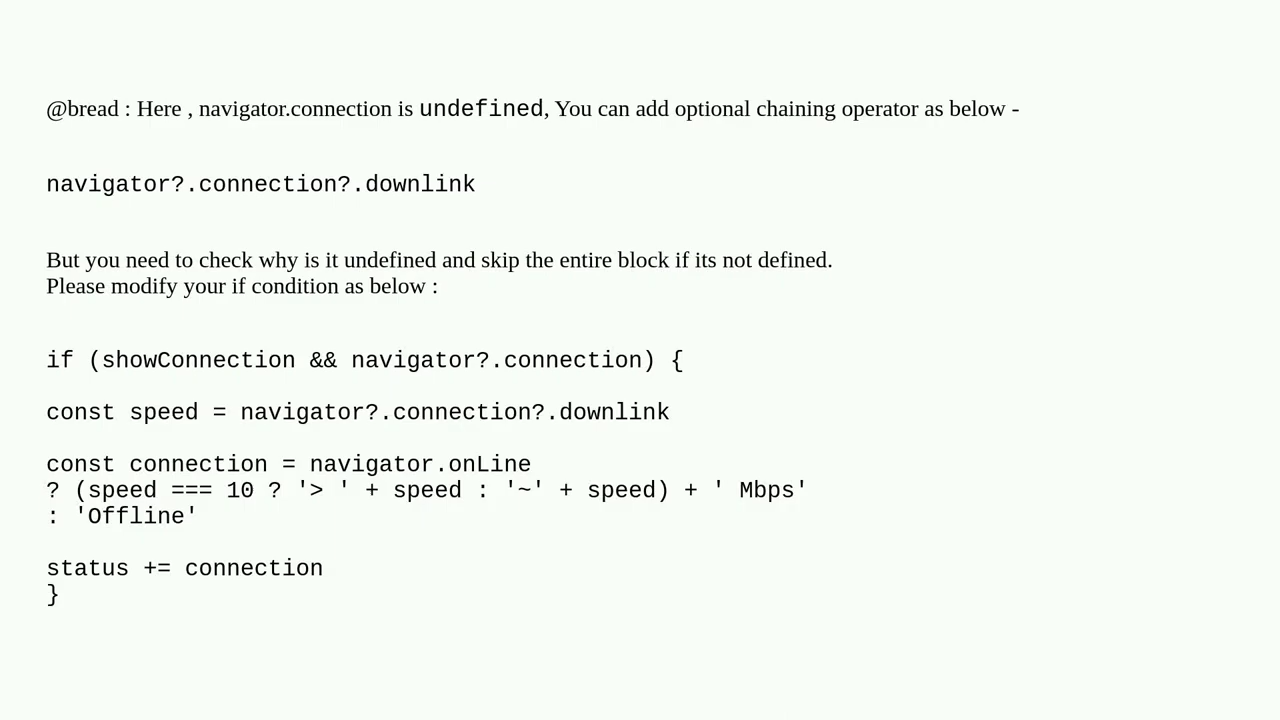 @bread : Here , navigator.connection is undefined, You can add optional chaining operator as below -
navigator?.connection?.downlink
But you need to check why is it undefined and skip the entire block if its not defined.
Please modify your if condition as below :
if (showConnection && navigator?.connection) {
const speed = navigator?.connection?.downlink
const connection = navigator.onLine
? (speed === 10 ? '> ' + speed : '~' + speed) + ' Mbps'
: 'Offline'
status += connection
}